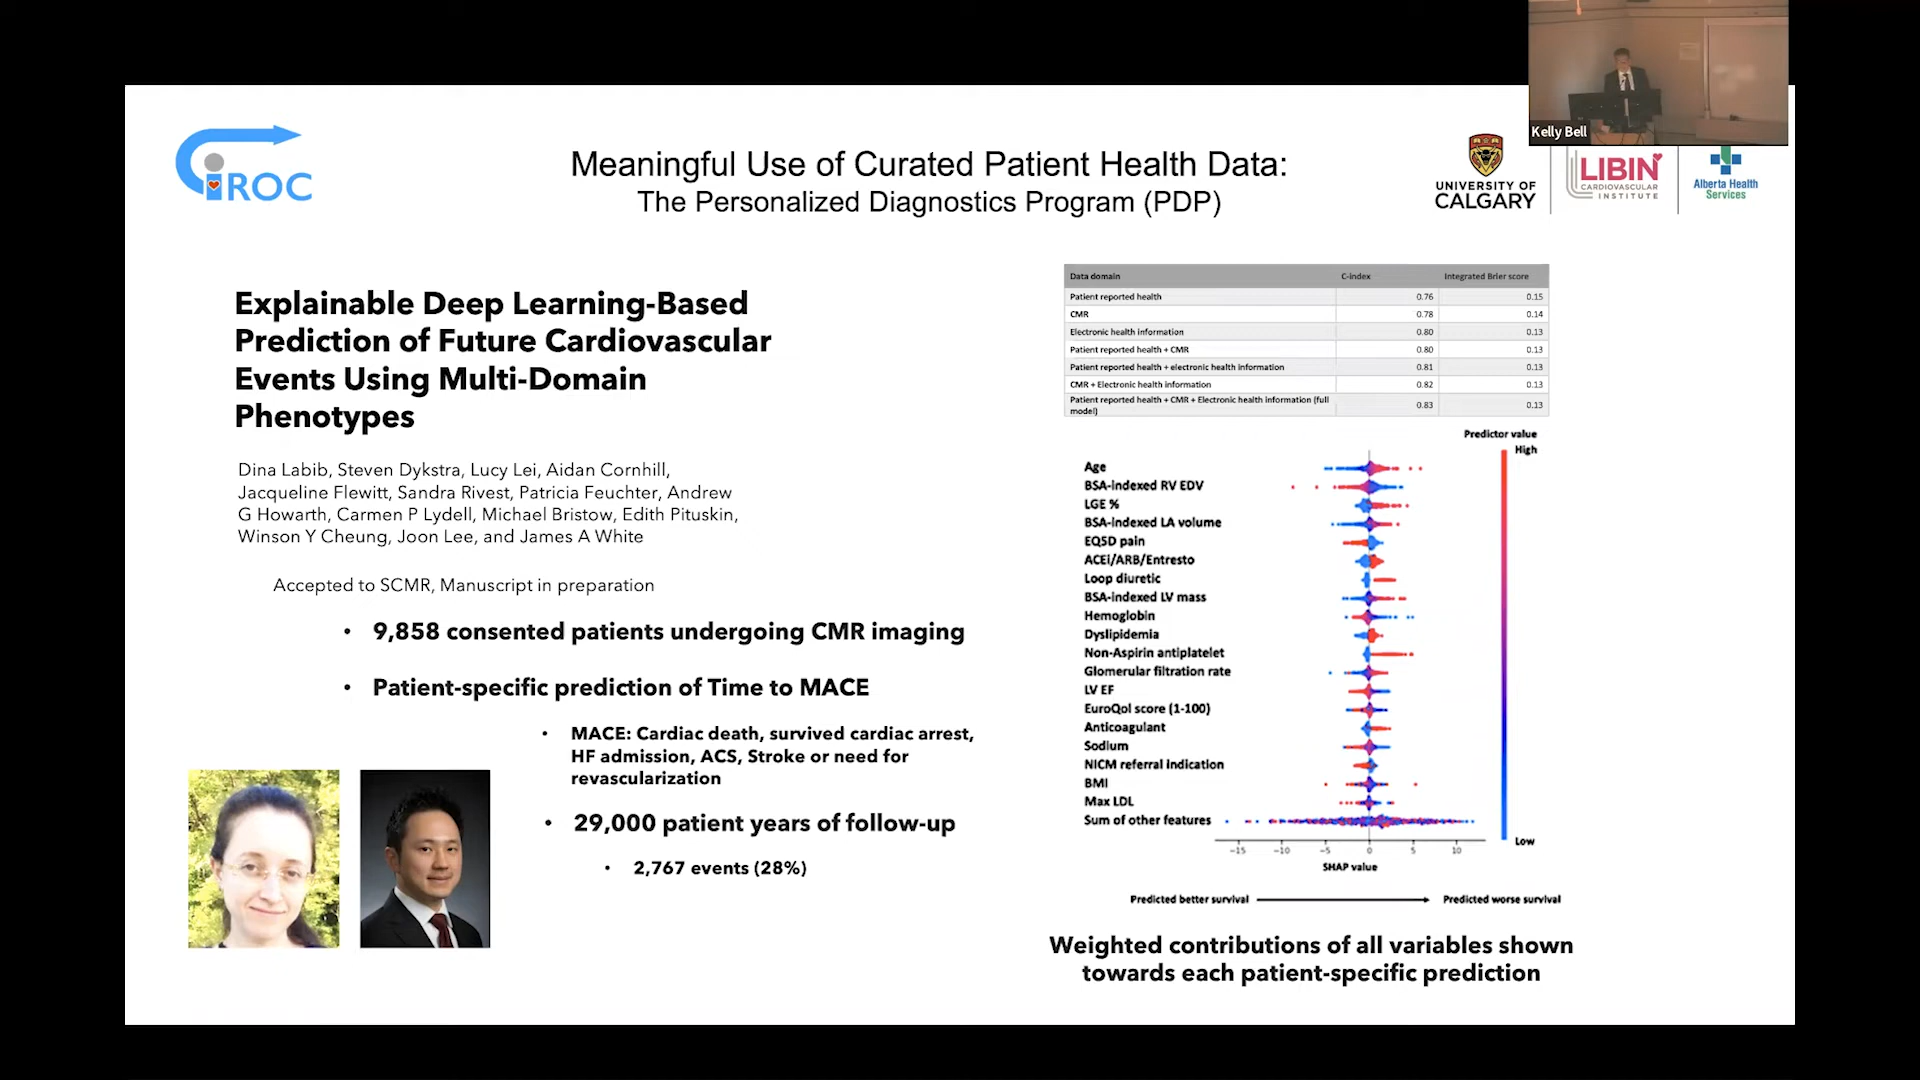 Kelly Bell
iROC
Meaningful Use of Curated Patient Health Data:
The Personalized Diagnostics Program (PDP)
UNIVERSITY OF
CALGARY
LIBIN
CARDIOVASCULAR
INSTITUTE
Alberta Health
Services
Explainable Deep Learning-Based
Prediction of Future Cardiovascular
Events Using Multi-Domain
Phenotypes
Dina Labib, Steven Dykstra, Lucy Lei, Aidan Cornhill,
Jacqueline Flewitt, Sandra Rivest, Patricia Feuchter, Andrew
G Howarth, Carmen P Lydell, Michael Bristow, Edith Pituskin,
Winson Y Cheung, Joon Lee, and James A White
Accepted to SCMR, Manuscript in preparation
• 9,858 consented patients undergoing CMR imaging
• Patient-specific prediction of Time to MACE
• MACE: Cardiac death, survived cardiac arrest,
HF admission, ACS, Stroke or need for
revascularization
• 29,000 patient years of follow-up
• 2,767 events (28%)
Data domain C-index Integrated Brier score
Patient reported health 0.76 0.15
CMR 0.78 0.14
Electronic health information 0.80 0.13
Patient reported health + CMR 0.80 0.13
Patient reported health + electronic health information 0.81 0.13
CMR + Electronic health information 0.82 0.13
Patient reported health + CMR + Electronic health information (full
model) 0.83 0.13
Predictor value
High
Age
BSA-indexed RV EDV
LGE %
BSA-indexed LA volume
EQ5D pain
ACEi/ARB/Entresto
Loop diuretic
BSA-indexed LV mass
Hemoglobin
Dyslipidemia
Non-Aspirin antiplatelet
Glomerular filtration rate
LV EF
EuroQol score (1-100)
Anticoagulant
Sodium
NICM referral indication
BMI
Max LDL
Sum of other features
Low
-15 -10 -5 0 5 10
SHAP value
Predicted better survival Predicted worse survival
Weighted contributions of all variables shown
towards each patient-specific prediction